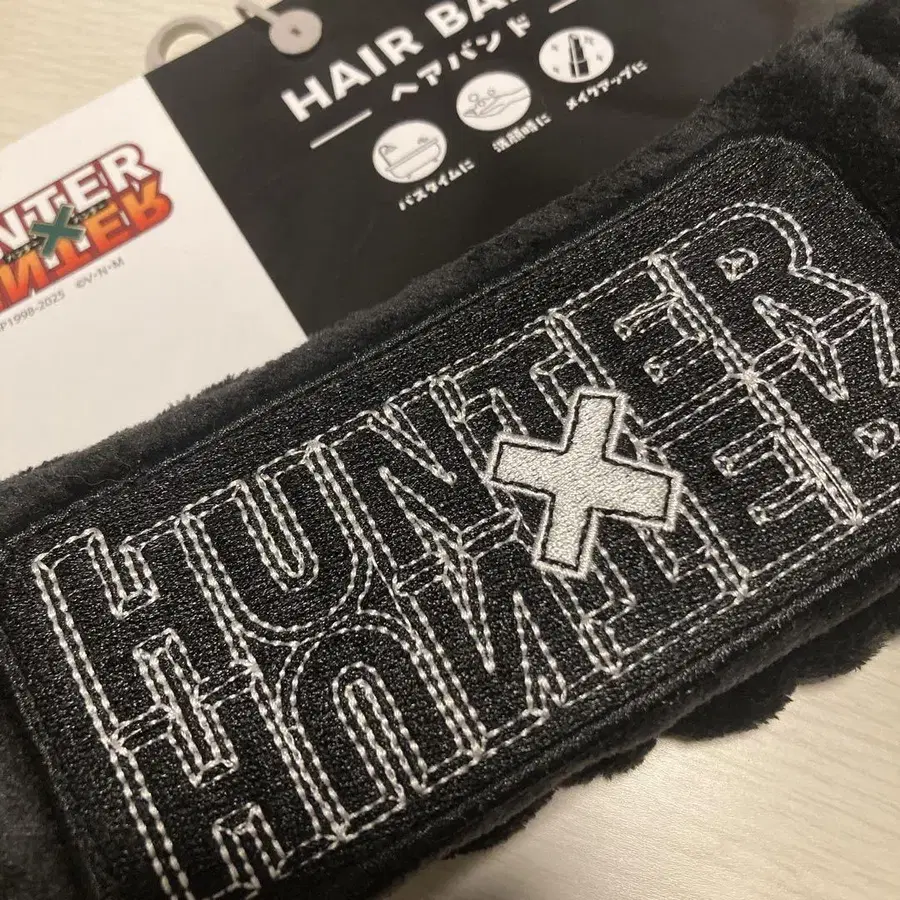 HAIR BA
ヘアバンド
バスタイムに
洗顔時に
メイクアップに
NTER
×
HUNTER
P1998-2025 ©V・N・M
HUNTER
×
HUNTER